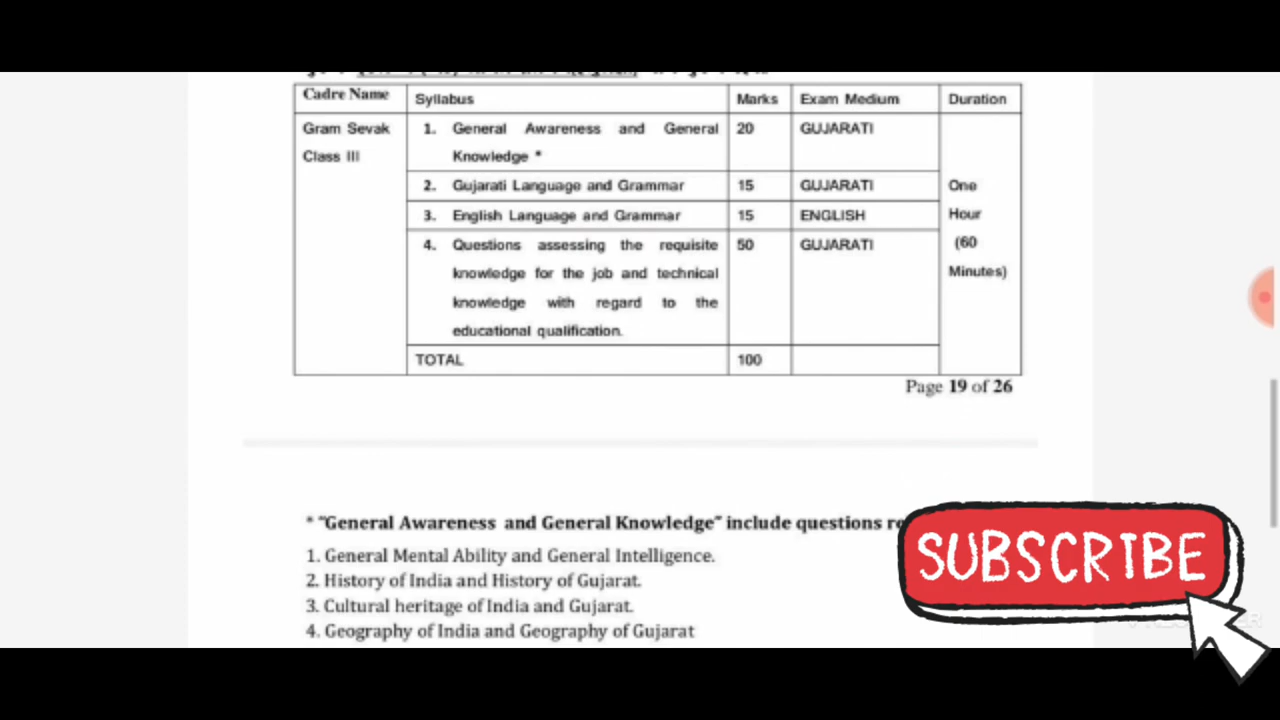 Cadre Name Syllabus Marks Exam Medium Duration
Gram Sevak 1. General Awareness and General 20 GUJARATI
Class III Knowledge *
2. Gujarati Language and Grammar 15 GUJARATI One
3. English Language and Grammar 15 ENGLISH Hour
4. Questions assessing the requisite 50 GUJARATI (60
knowledge for the job and technical Minutes)
knowledge with regard to the
educational qualification.
TOTAL 100
Page 19 of 26
* "General Awareness and General Knowledge" include questions
1. General Mental Ability and General Intelligence.
2. History of India and History of Gujarat.
3. Cultural heritage of India and Gujarat.
4. Geography of India and Geography of Gujarat
SUBSCRIBE